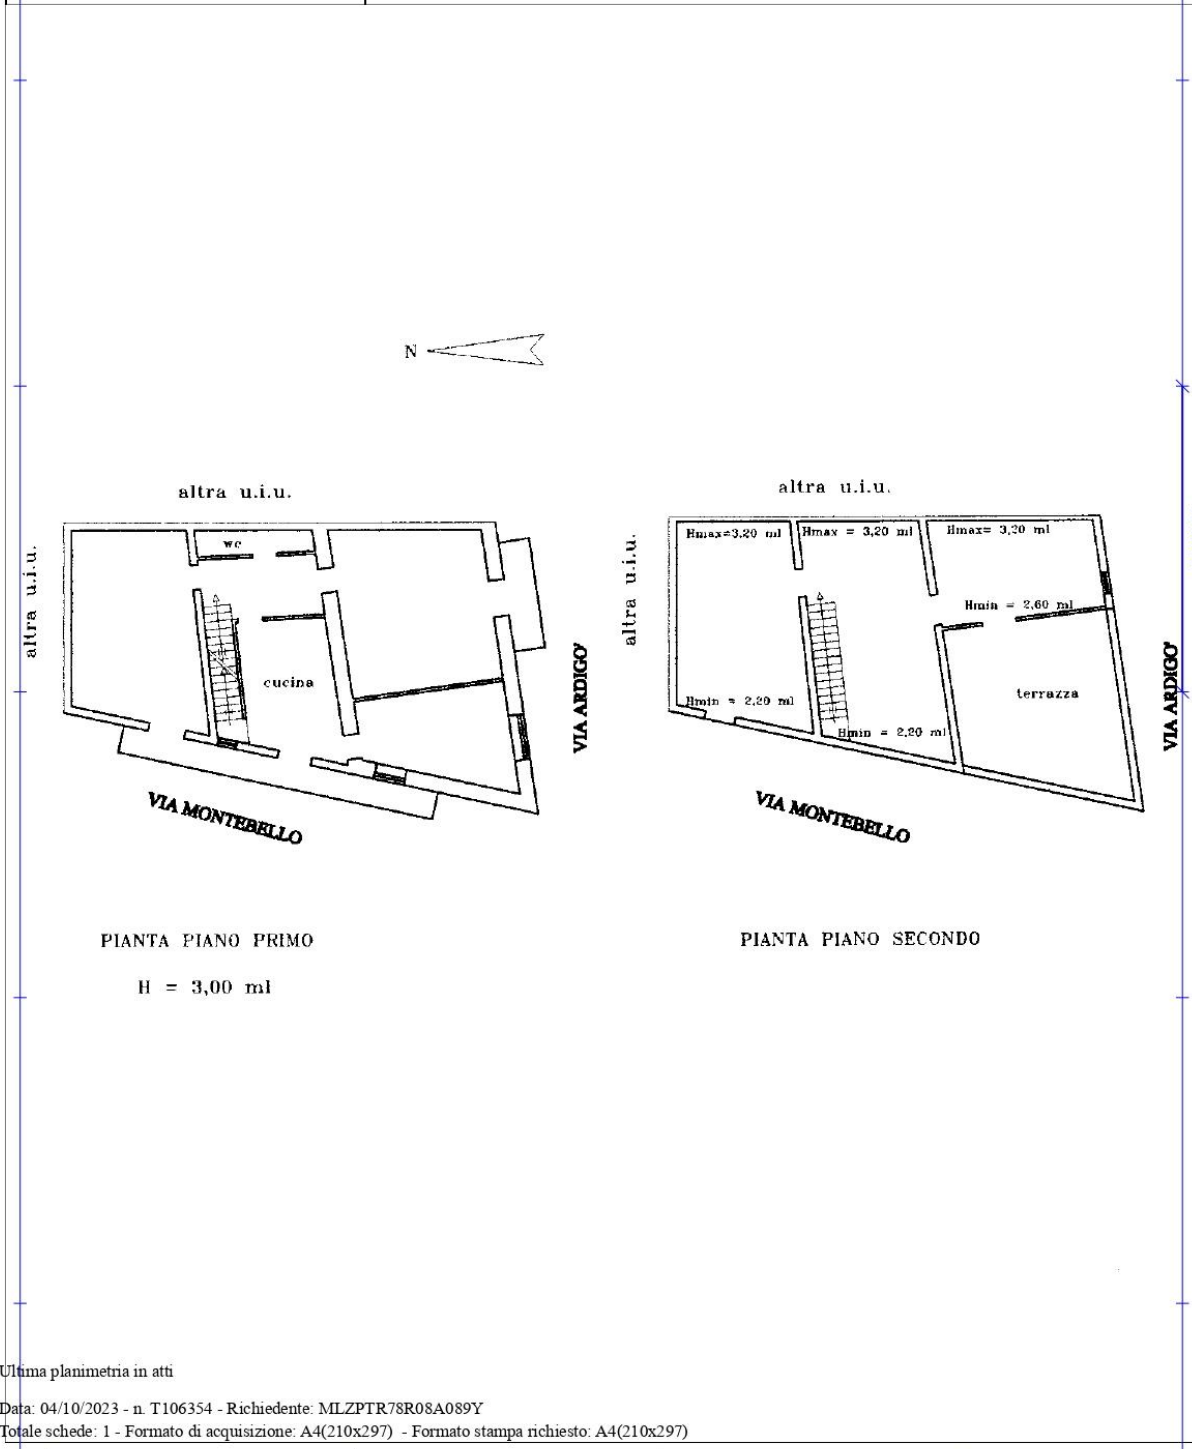 N
altra u.i.u.
altra u.i.u.
wc
cucina
VIA ARDIGO'
VIA MONTEBELLO
PIANTA PIANO PRIMO
H = 3,00 ml
altra u.i.u.
altra u.i.u.
Hmax=3,20 ml
Hmax = 3,20 ml
Hmax= 3,20 ml
Hmin = 2,60 ml
terrazza
Hmin = 2,20 ml
Hmin = 2,20 ml
VIA ARDIGO'
VIA MONTEBELLO
PIANTA PIANO SECONDO
Ultima planimetria in atti
Data: 04/10/2023 - n. T106354 - Richiedente: MLZPTR78R08A089Y
Totale schede: 1 - Formato di acquisizione: A4(210x297) - Formato stampa richiesto: A4(210x297)